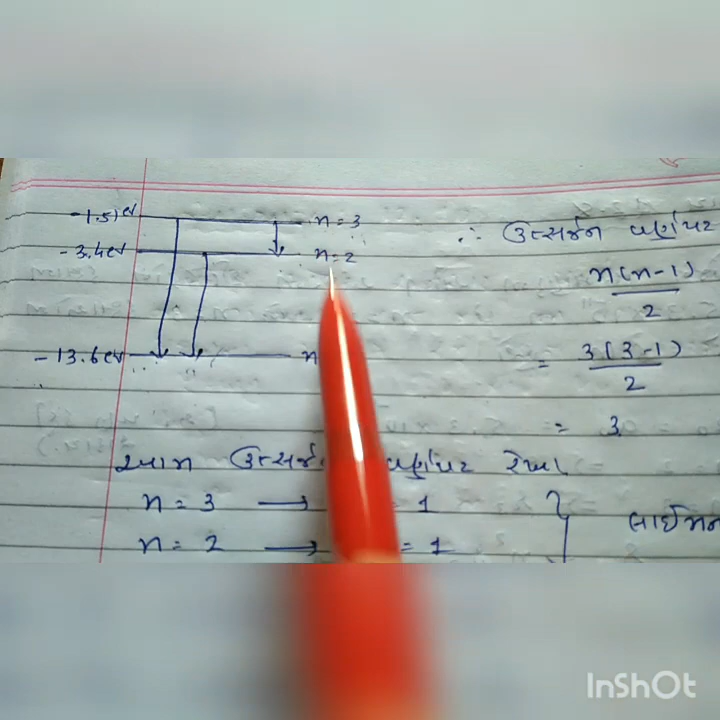 -1.51eV n = 3
∴ ઉત્સર્જન વર્ણપટ
-3.4eV n = 2
n(n-1)
2
-13.6eV n
= 3(3-1)
2
= 3
ઉત્સર્જ વર્ણપટ રેખા
n = 3 → 1
n = 2 → = 1
લાઈમન
InShOt